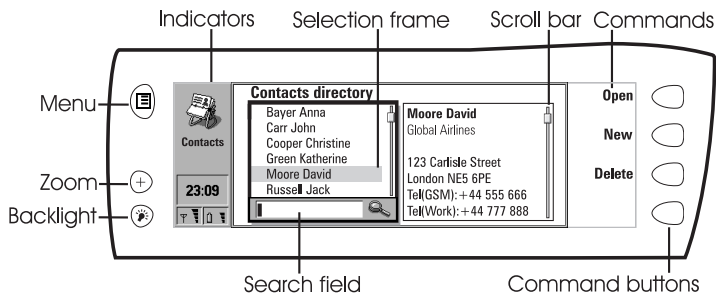 Indicators
Selection frame
Scroll bar
Commands
Menu
Zoom
Backlight
Contacts
23:09
Contacts directory
Bayer Anna
Carr John
Cooper Christine
Green Katherine
Moore David
Russell Jack
Moore David
Global Airlines
123 Carlisle Street
London NE5 6PE
Tel(GSM):+44 555 666
Tel(Work):+44 777 888
Open
New
Delete
Search field
Command buttons